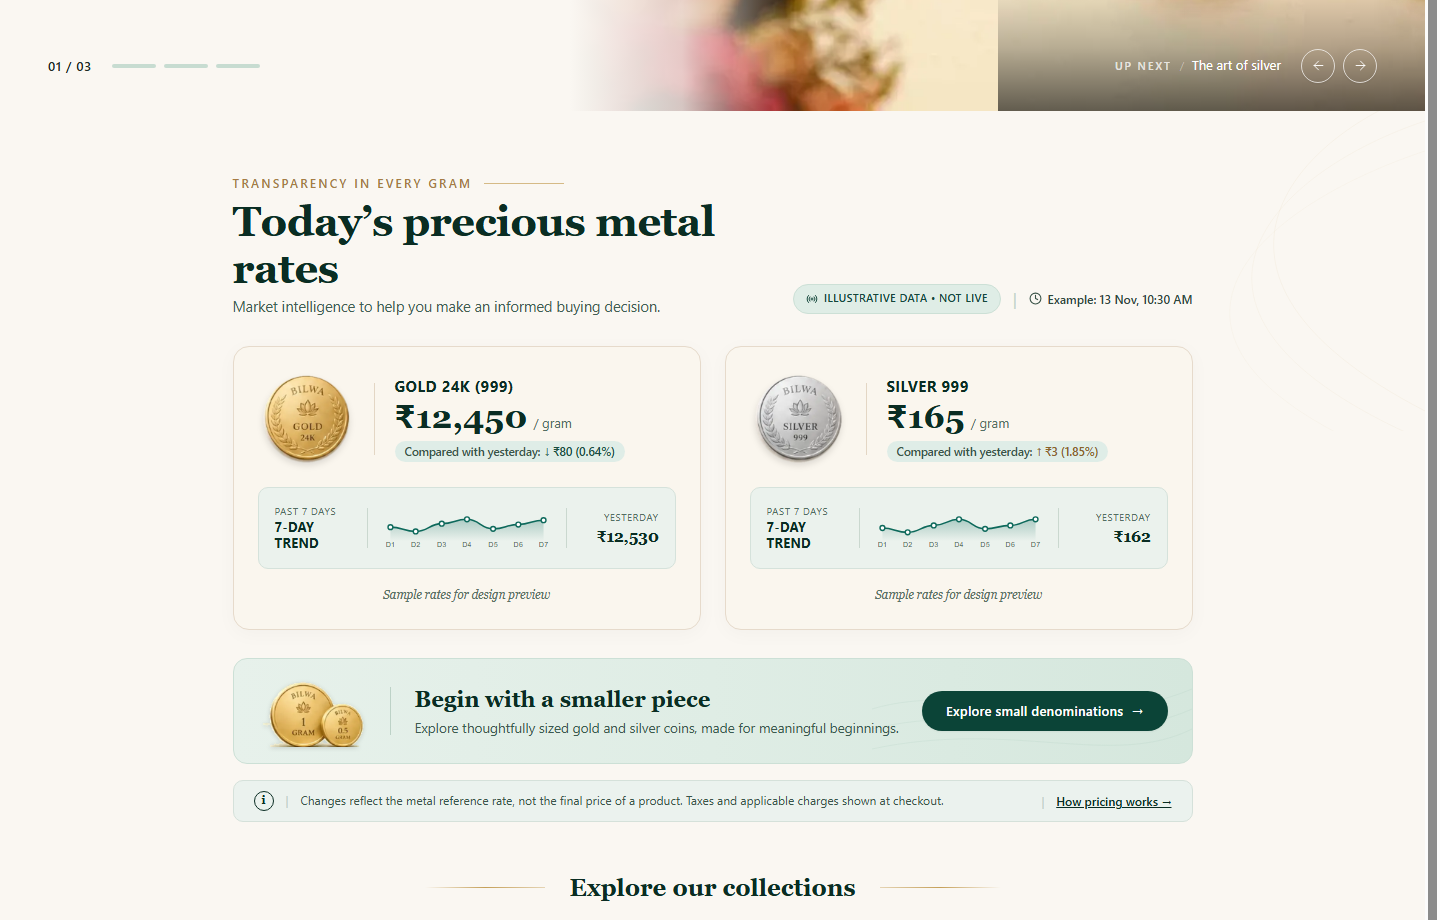 01 / 03
UP NEXT / The art of silver
← →
TRANSPARENCY IN EVERY GRAM
Today’s precious metal
rates
Market intelligence to help you make an informed buying decision.
ILLUSTRATIVE DATA • NOT LIVE | Example: 13 Nov, 10:30 AM
BILWA
GOLD
24K
GOLD 24K (999)
₹12,450 / gram
Compared with yesterday: ↓ ₹80 (0.64%)
PAST 7 DAYS
7-DAY
TREND
D1 D2 D3 D4 D5 D6 D7
YESTERDAY
₹12,530
Sample rates for design preview
BILWA
SILVER
999
SILVER 999
₹165 / gram
Compared with yesterday: ↑ ₹3 (1.85%)
PAST 7 DAYS
7-DAY
TREND
D1 D2 D3 D4 D5 D6 D7
YESTERDAY
₹162
Sample rates for design preview
BILWA
1
GRAM
BILWA
0.5
GRAM
Begin with a smaller piece
Explore thoughtfully sized gold and silver coins, made for meaningful beginnings.
Explore small denominations →
i | Changes reflect the metal reference rate, not the final price of a product. Taxes and applicable charges shown at checkout. | How pricing works →
Explore our collections